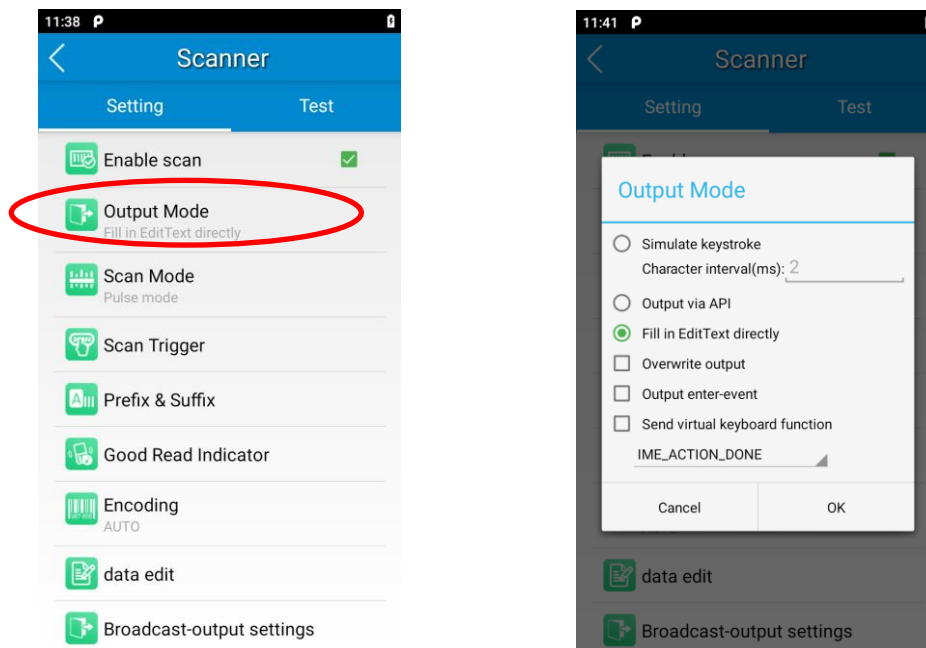 11:38
Scanner
Setting Test
Enable scan
Output Mode
Fill in EditText directly
Scan Mode
Pulse mode
Scan Trigger
Prefix & Suffix
Good Read Indicator
Encoding
AUTO
data edit
Broadcast-output settings
11:41
Scanner
Setting Test
Output Mode
Simulate keystroke
Character interval(ms): 2
Output via API
Fill in EditText directly
Overwrite output
Output enter-event
Send virtual keyboard function
IME_ACTION_DONE
Cancel OK
data edit
Broadcast-output settings